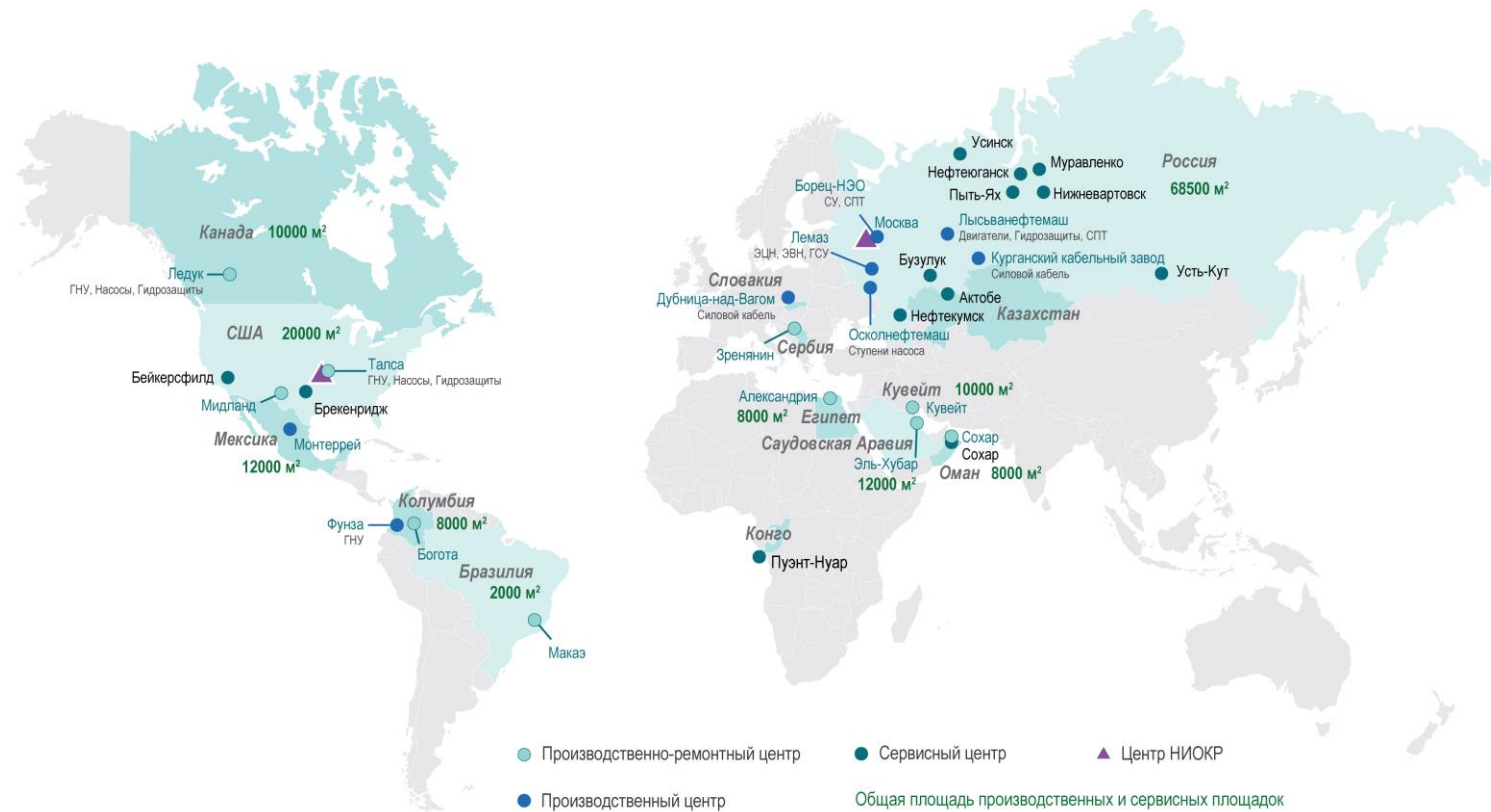 Канада 10000 м²
Ледук
ГНУ, Насосы, Гидрозащиты
США 20000 м²
Бейкерсфилд
Талса
ГНУ, Насосы, Гидрозащиты
Мидланд
Брекенридж
Мексика
Монтеррей
12000 м²
Колумбия
8000 м²
Фунза
ГНУ
Богота
Бразилия
2000 м²
Макаэ
Усинск
Нефтеюганск
Муравленко
Россия
68500 м²
Пыть-Ях
Нижневартовск
Борец-НЭО
СУ, СПТ
Москва
Лемаз
ЭЦН, ЭВН, ГСУ
Лысьванефтемаш
Двигатели, Гидрозащиты, СПТ
Бузулук
Курганский кабельный завод
Силовой кабель
Усть-Кут
Словакия
Дубница-над-Вагом
Силовой кабель
Актобе
Нефтекумск
Казахстан
Осколнефтемаш
Ступени насоса
Зренянин
Сербия
Александрия
8000 м²
Египет
Кувейт 10000 м²
Кувейт
Саудовская Аравия
Эль-Хубар
12000 м²
Сохар
Сохар
Оман 8000 м²
Конго
Пуэнт-Нуар
Производственно-ремонтный центр
Сервисный центр
Центр НИОКР
Производственный центр
Общая площадь производственных и сервисных площадок